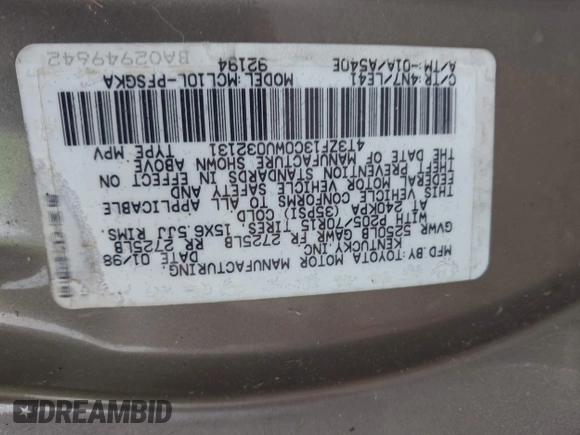 MFD.BY:TOYOTA MOTOR MANUFACTURING,
KENTUCKY,INC. DATE 01/98
GVWR 5250LB GAWR FR 2725LB RR 2725LB
WITH P205/70R15 TIRES, 15X6.5JJ RIMS,
240KPA (35PSI) COLD
THIS VEHICLE CONFORMS TO ALL APPLICABLE
FEDERAL MOTOR VEHICLE SAFETY AND
THEFT PREVENTION STANDARDS IN EFFECT ON
THE DATE OF MANUFACTURE SHOWN ABOVE.
4T3ZF13C0WU032131 TYPE MPV
MODEL:MCL10L-PFSGKA
92194
C/TR:4N7/LE41
A/TM:-01A/A540E
BA02949642
DREAMBID